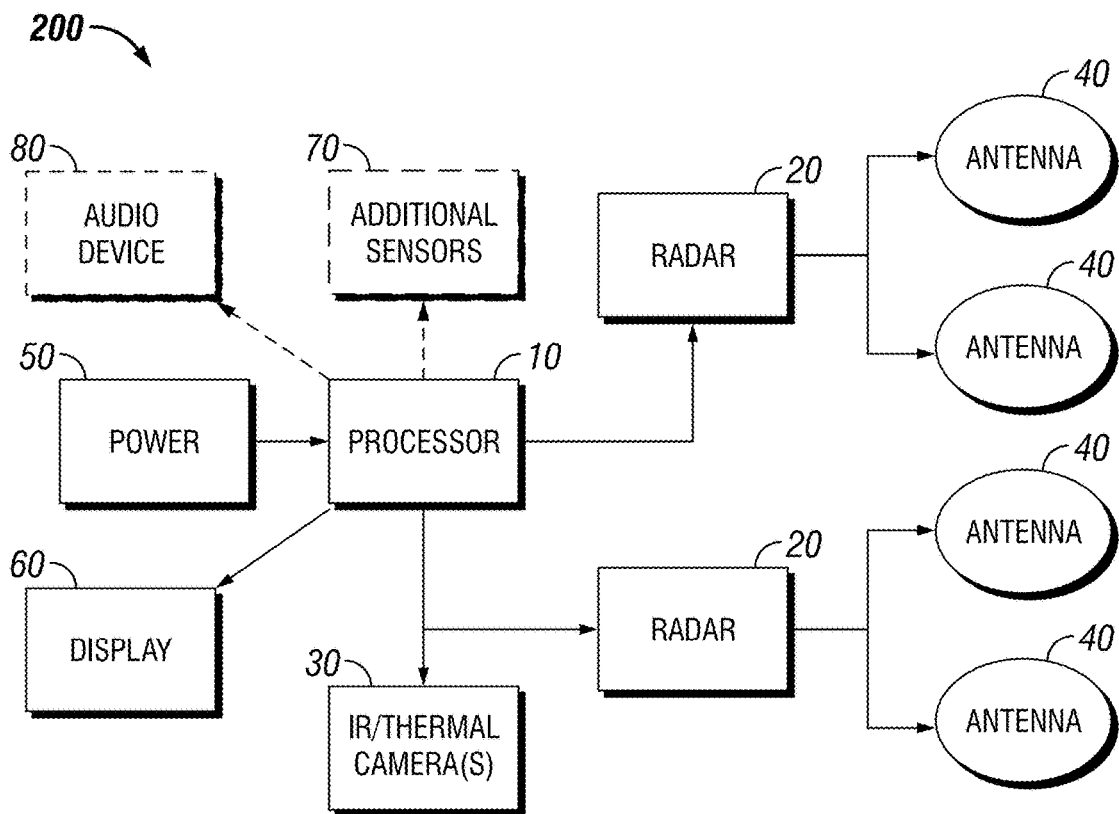 200
80
AUDIO
DEVICE
70
ADDITIONAL
SENSORS
20
RADAR
40
ANTENNA
40
ANTENNA
50
POWER
10
PROCESSOR
60
DISPLAY
30
IR/THERMAL
CAMERA(S)
20
RADAR
40
ANTENNA
40
ANTENNA